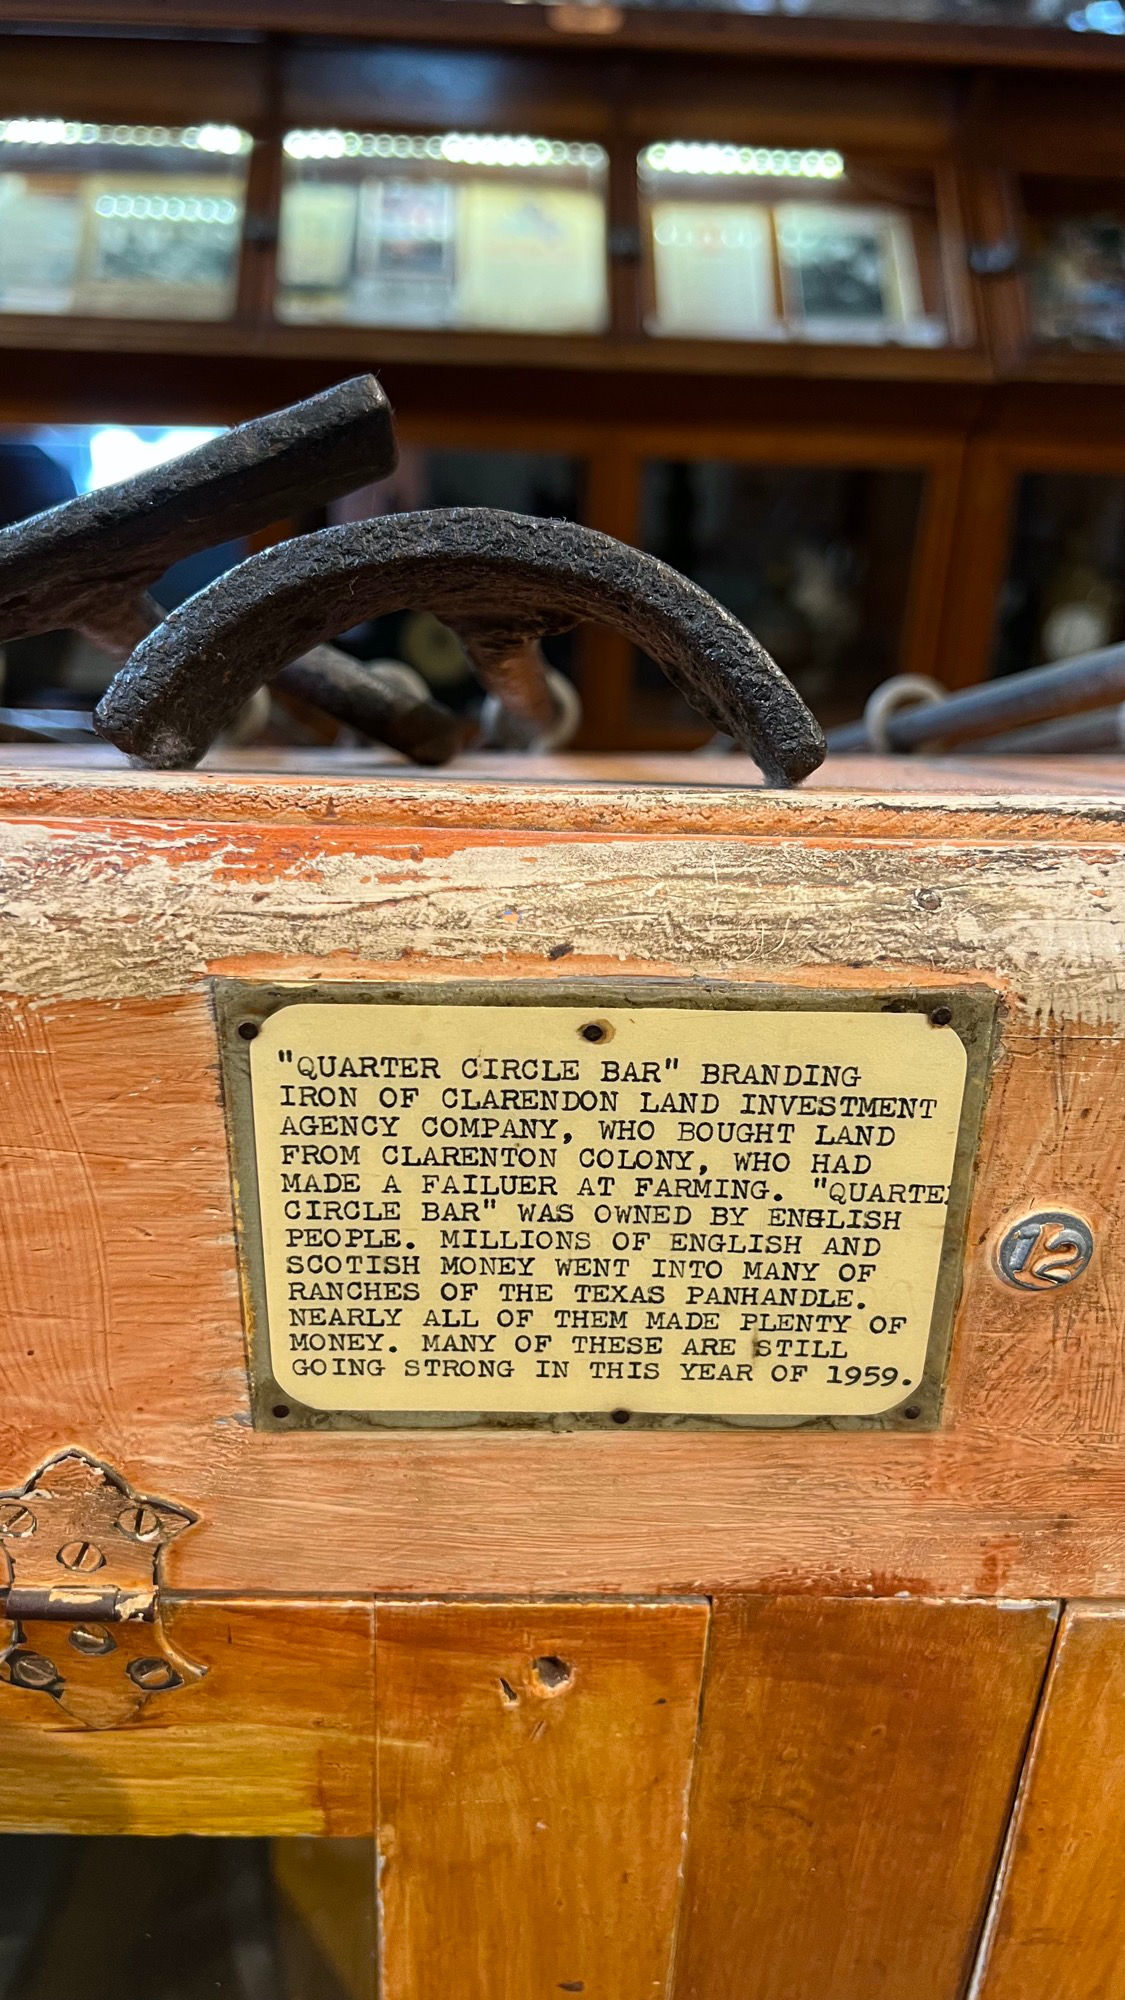 "QUARTER CIRCLE BAR" BRANDING
IRON OF CLARENDON LAND INVESTMENT
AGENCY COMPANY, WHO BOUGHT LAND
FROM CLARENTON COLONY, WHO HAD
MADE A FAILUER AT FARMING. "QUARTER
CIRCLE BAR" WAS OWNED BY ENGLISH
PEOPLE. MILLIONS OF ENGLISH AND
SCOTISH MONEY WENT INTO MANY OF
RANCHES OF THE TEXAS PANHANDLE.
NEARLY ALL OF THEM MADE PLENTY OF
MONEY. MANY OF THESE ARE STILL
GOING STRONG IN THIS YEAR OF 1959.
12